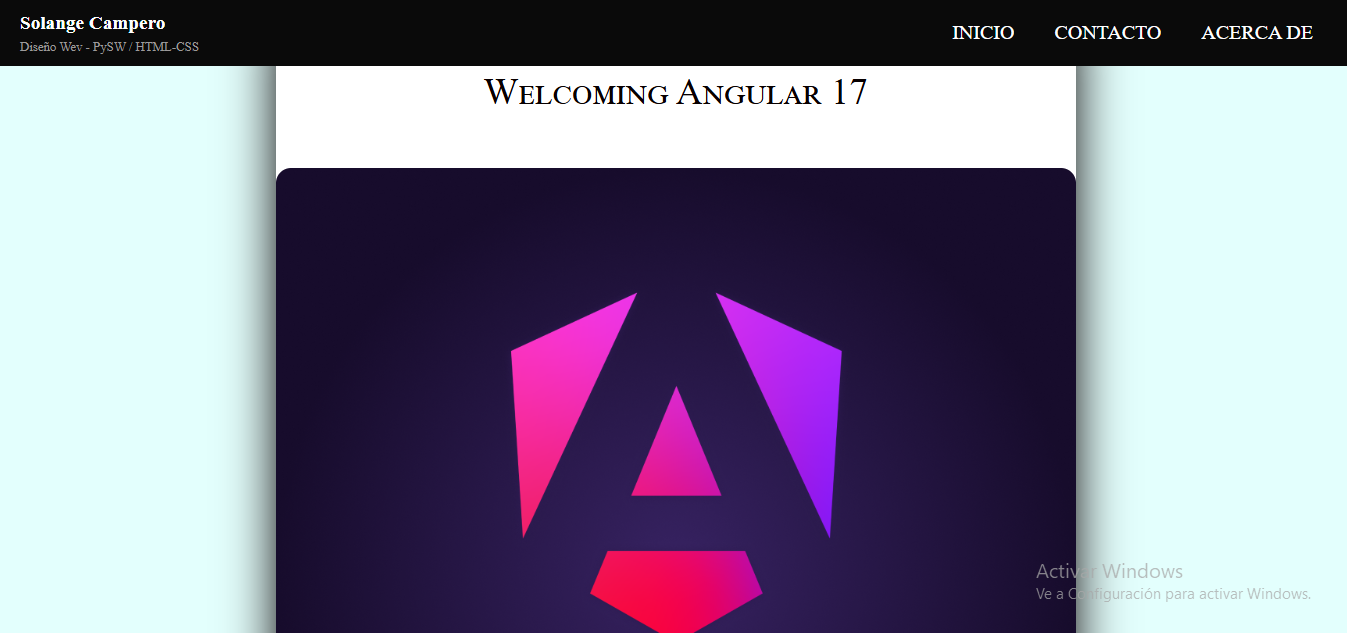 Solange Campero
Diseño Wev - PySW / HTML-CSS
INICIO CONTACTO ACERCA DE
Welcoming Angular 17
Activar Windows
Ve a Configuración para activar Windows.